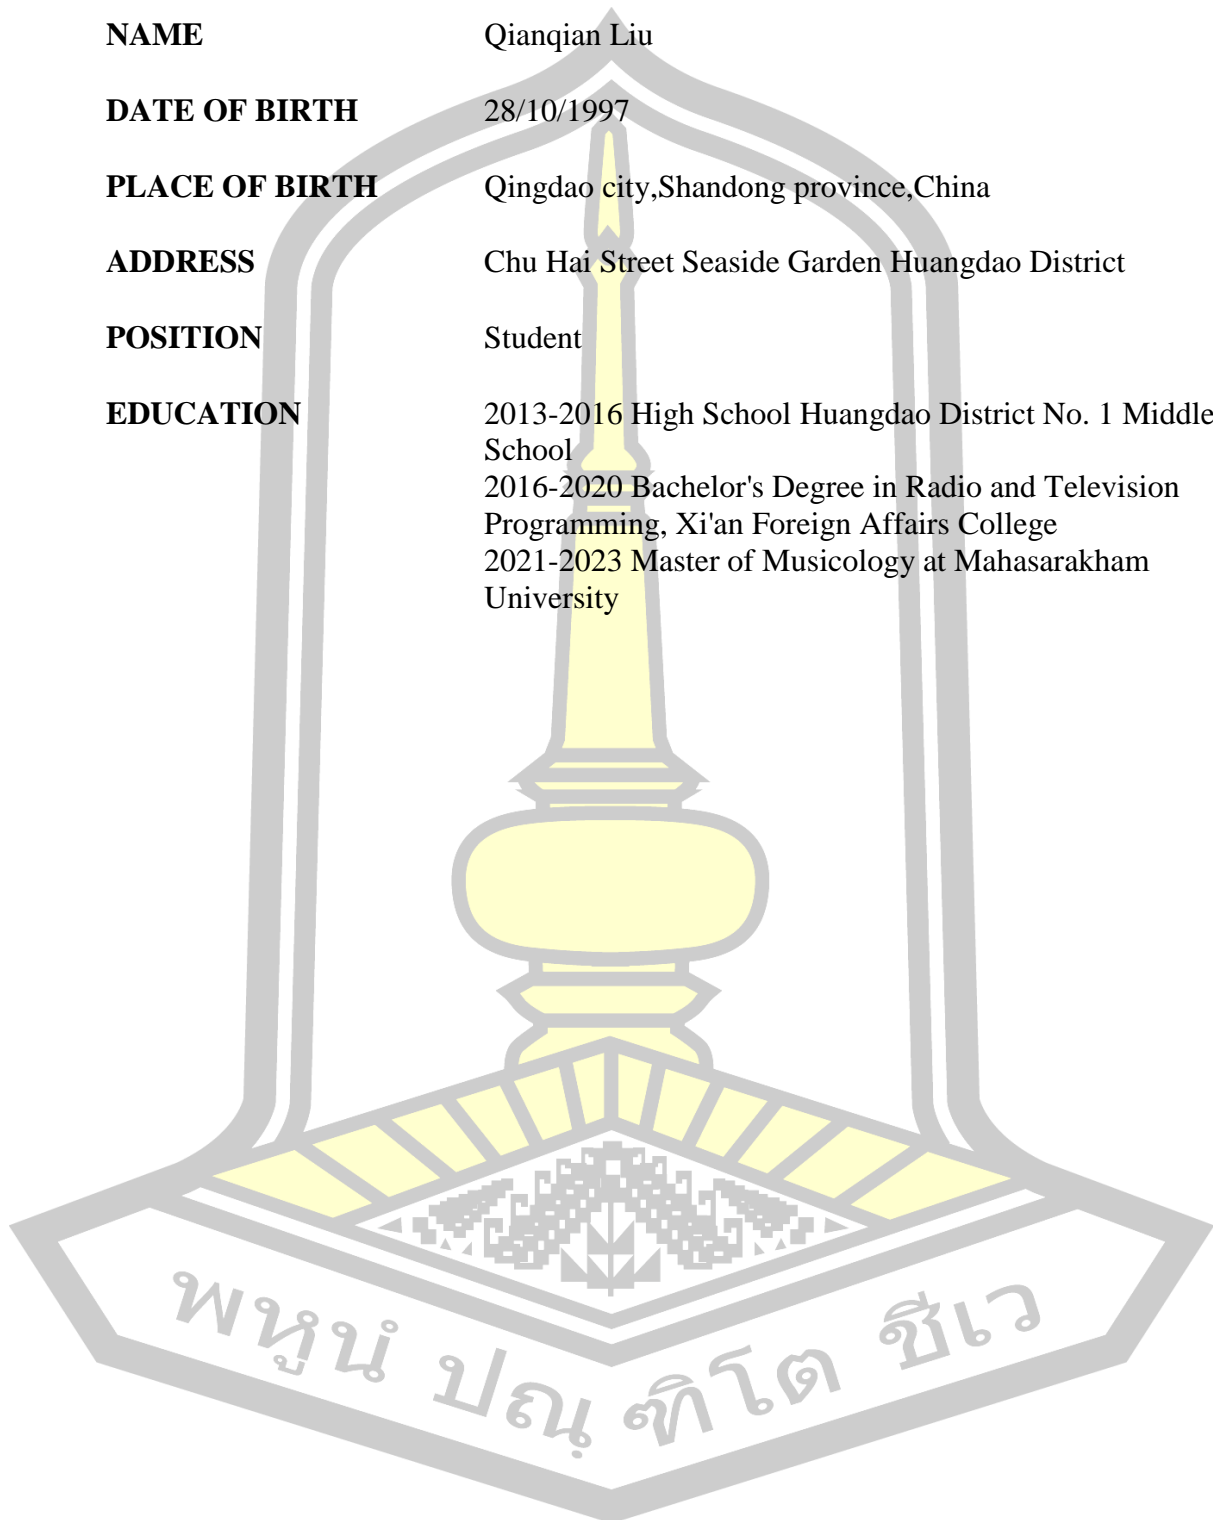 NAME Qianqian Liu
DATE OF BIRTH 28/10/1997
PLACE OF BIRTH Qingdao city,Shandong province,China
ADDRESS Chu Hai Street Seaside Garden Huangdao District
POSITION Student
EDUCATION 2013-2016 High School Huangdao District No. 1 Middle
School
2016-2020 Bachelor's Degree in Radio and Television
Programming, Xi'an Foreign Affairs College
2021-2023 Master of Musicology at Mahasarakham
University
พหูนํ ปณฺ ฑิโต ชีเว